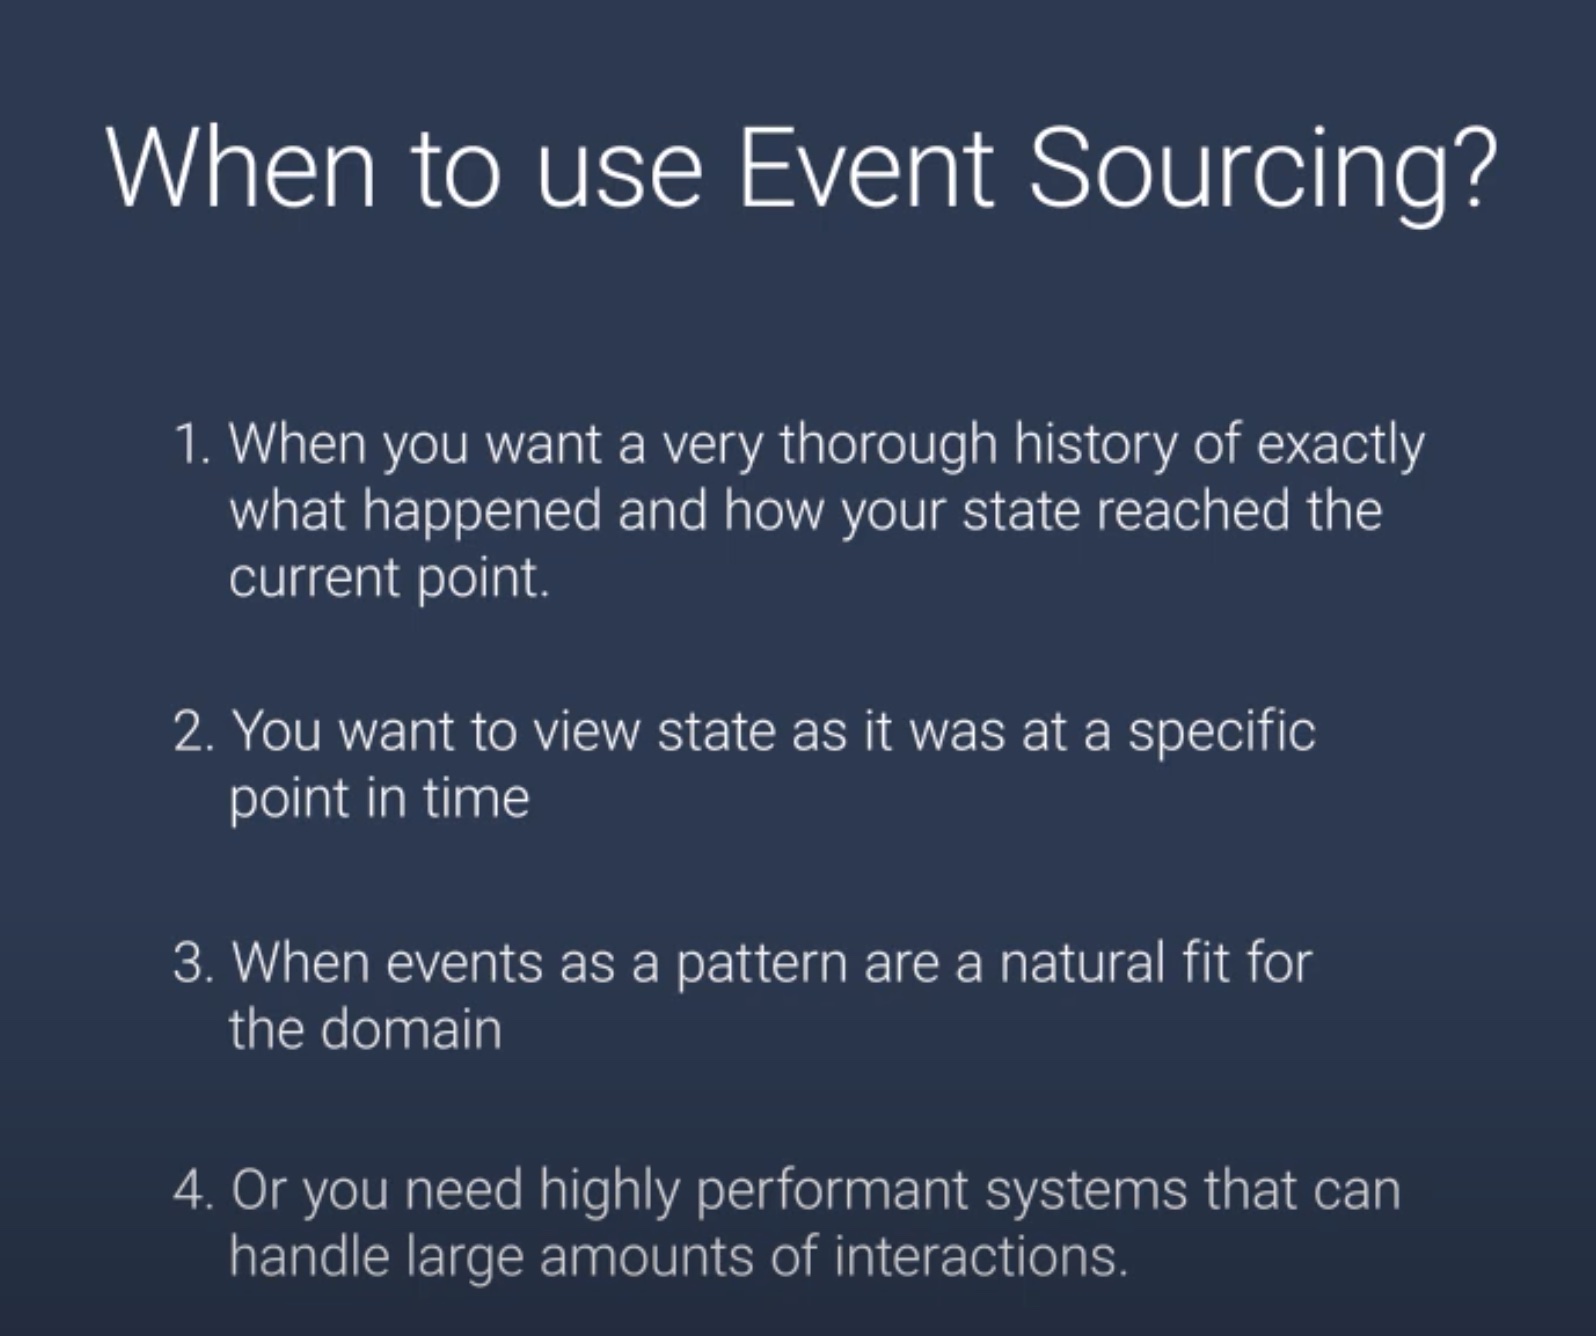 When to use Event Sourcing?
1. When you want a very thorough history of exactly
what happened and how your state reached the
current point.
2. You want to view state as it was at a specific
point in time
3. When events as a pattern are a natural fit for
the domain
4. Or you need highly performant systems that can
handle large amounts of interactions.